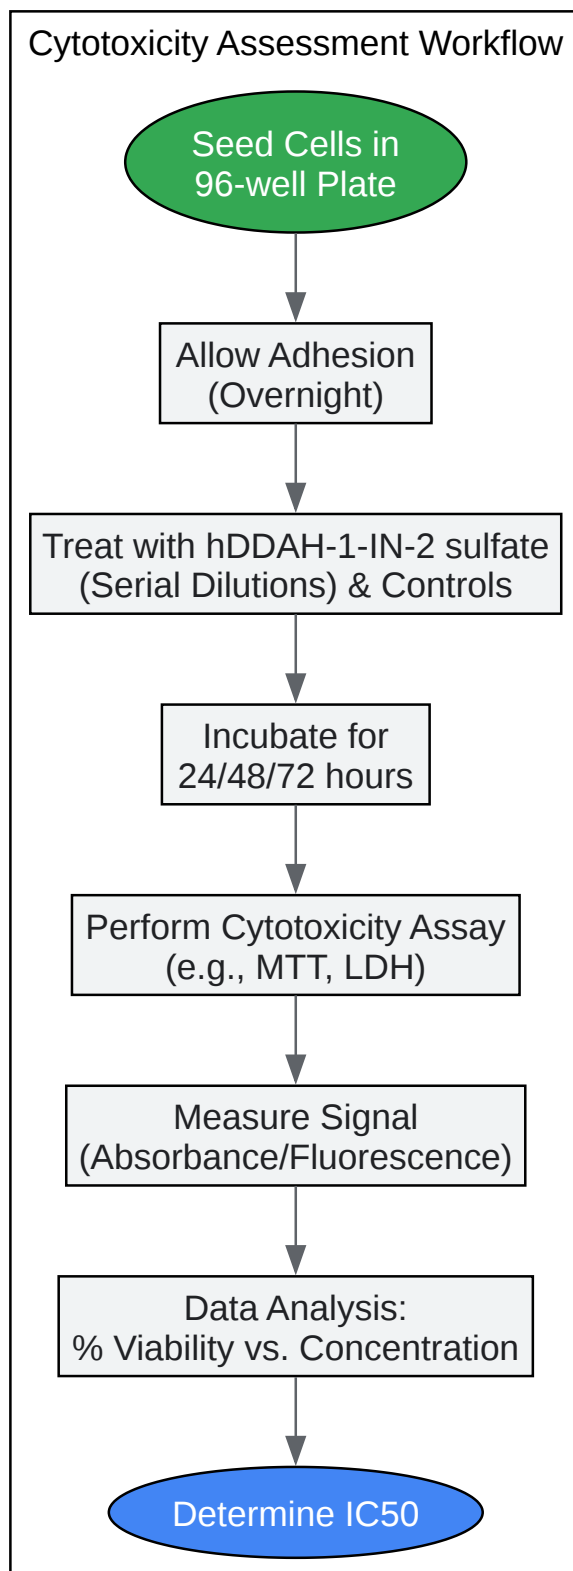 Cytotoxicity Assessment Workflow
Seed Cells in
96-well Plate
Allow Adhesion
(Overnight)
Treat with hDDAH-1-IN-2 sulfate
(Serial Dilutions) & Controls
Incubate for
24/48/72 hours
Perform Cytotoxicity Assay
(e.g., MTT, LDH)
Measure Signal
(Absorbance/Fluorescence)
Data Analysis:
% Viability vs. Concentration
Determine IC50